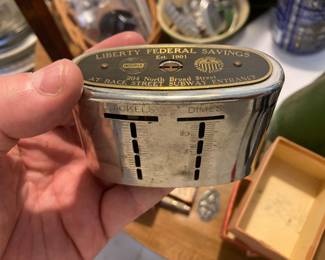 LIBERTY FEDERAL SAVINGS
Est. 1901
204 North Broad Street
AT RACE STREET SUBWAY ENTRANCE
NICKELS DIMES